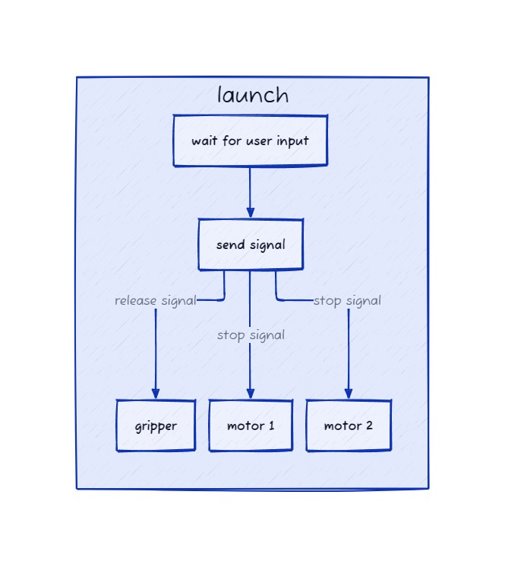 launch
wait for user input
send signal
release signal
stop signal
stop signal
gripper
motor 1
motor 2